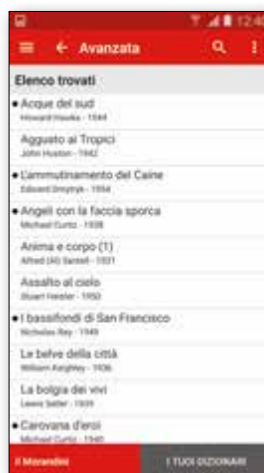 12:40
Avanzata
Elenco trovati
Acque del sud
Howard Hawks - 1944
Agguato ai Tropici
John Huston - 1942
L'ammutinamento del Caine
Edward Dmytryk - 1954
Angeli con la faccia sporca
Michael Curtiz - 1938
Anima e corpo (1)
Alfred (Al) Santell - 1931
Assalto al cielo
Stuart Heisler - 1950
I bassifondi di San Francisco
Nicholas Ray - 1949
Le belve della città
William Keighley - 1936
La bolgia dei vivi
Lewis Seiler - 1939
Carovana d'eroi
Michael Curtiz - 1940
il Morandini
I TUOI DIZIONARI